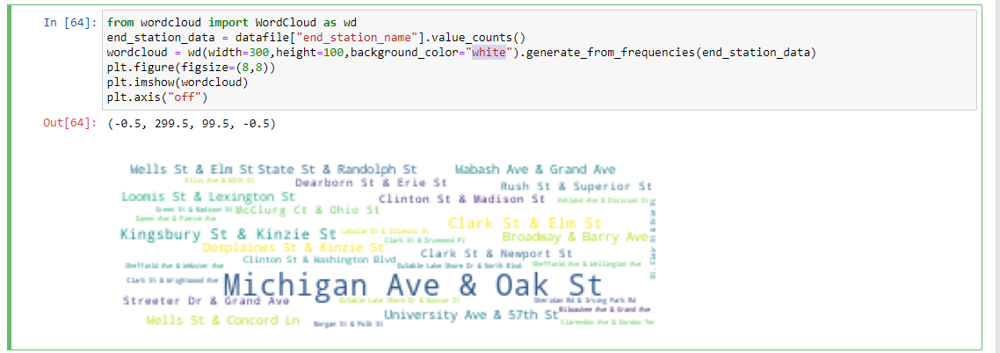 In [64]: from wordcloud import WordCloud as wd
end_station_data = datafile["end_station_name"].value_counts()
wordcloud = wd(width=300,height=100,background_color="white").generate_from_frequencies(end_station_data)
plt.figure(figsize=(8,8))
plt.imshow(wordcloud)
plt.axis("off")
Out[64]: (-0.5, 299.5, 99.5, -0.5)
Wells St & Elm St State St & Randolph St Wabash Ave & Grand Ave
Dearborn St & Erie St Rush St & Superior St
Loomis St & Lexington St Clinton St & Madison St Ashland Ave & Division St
Green St & Madison St McClurg Ct & Ohio St
Damen Ave & Pierce Ave Clark St & Elm St
Kingsbury St & Kinzie St LaSalle St & Illinois St Broadway & Barry Ave
Clark St & Drummond Pl
Desplaines St & Kinzie St Clark St & Newport St
Clinton St & Washington Blvd
Sheffield Ave & Webster Ave DuSable Lake Shore Dr & North Blvd Sheffield Ave & Wellington Ave
Clark St & Wrightwood Ave Michigan Ave & Oak St
Streeter Dr & Grand Ave DuSable Lake Shore Dr & Monroe St Sheridan Rd & Irving Park Rd
University Ave & 57th St Milwaukee Ave & Grand Ave
Wells St & Concord Ln Morgan St & Polk St Clarendon Ave & Gordon Ter